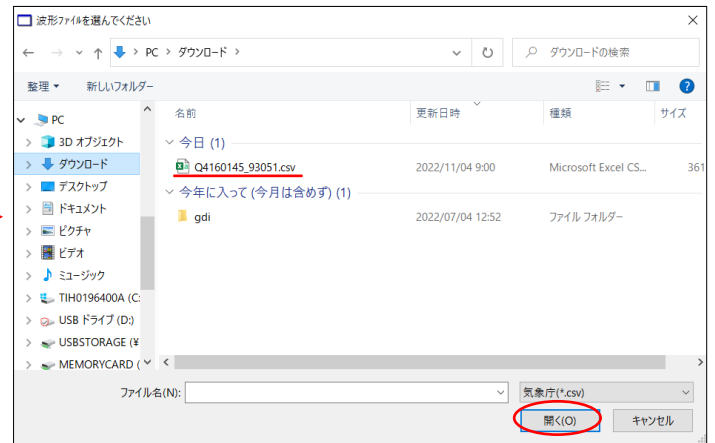 波形ファイルを選んでください
PC > ダウンロード >
ダウンロードの検索
整理
新しいフォルダー
名前 更新日時 種類 サイズ
PC
3D オブジェクト
ダウンロード
デスクトップ
ドキュメント
ピクチャ
ビデオ
ミュージック
TIH0196400A (C:
USB ドライブ (D:)
USBSTORAGE (¥
MEMORYCARD (
今日 (1)
Q4160145_93051.csv 2022/11/04 9:00 Microsoft Excel CS... 361
今年に入って (今月は含めず) (1)
gdi 2022/07/04 12:52 ファイル フォルダー
ファイル名(N):
気象庁(*.csv)
開く(O) キャンセル